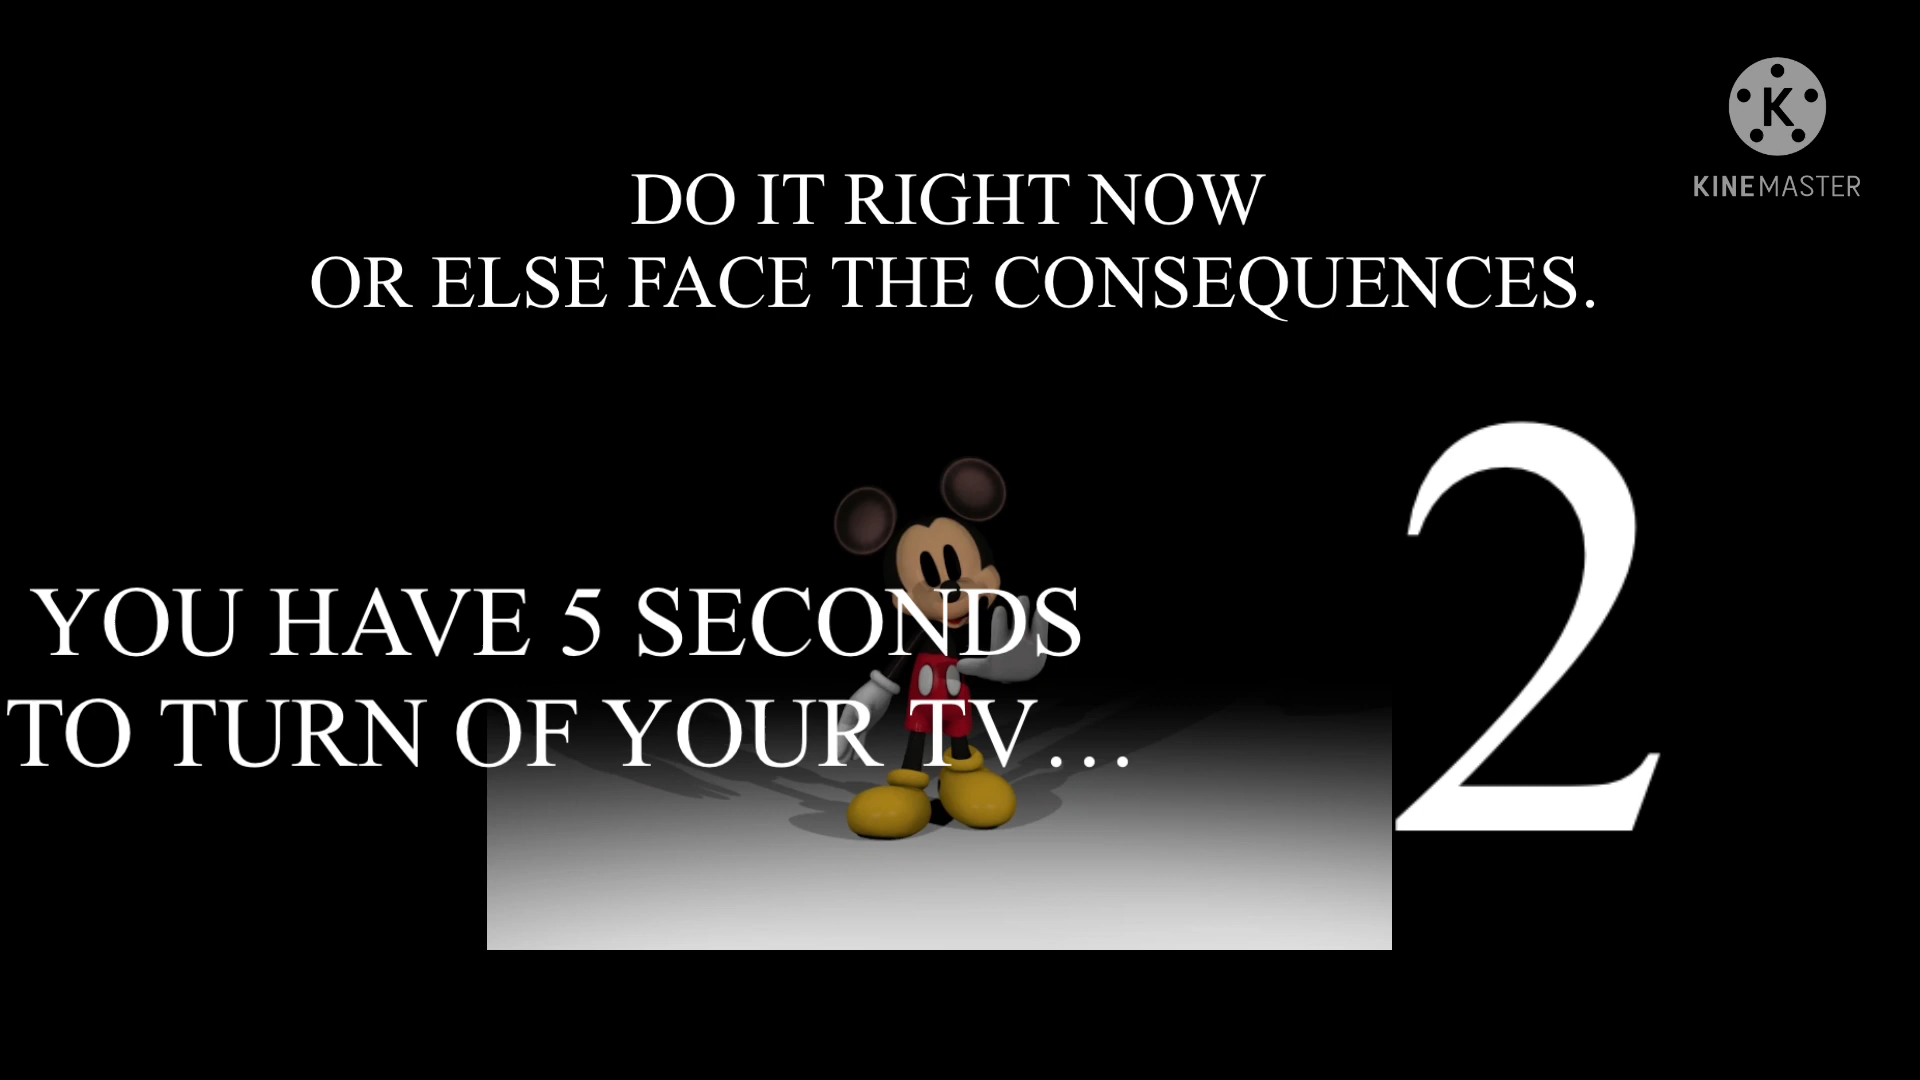 K
KINEMASTER
DO IT RIGHT NOW
OR ELSE FACE THE CONSEQUENCES.
2
YOU HAVE 5 SECONDS
TO TURN OF YOUR TV...